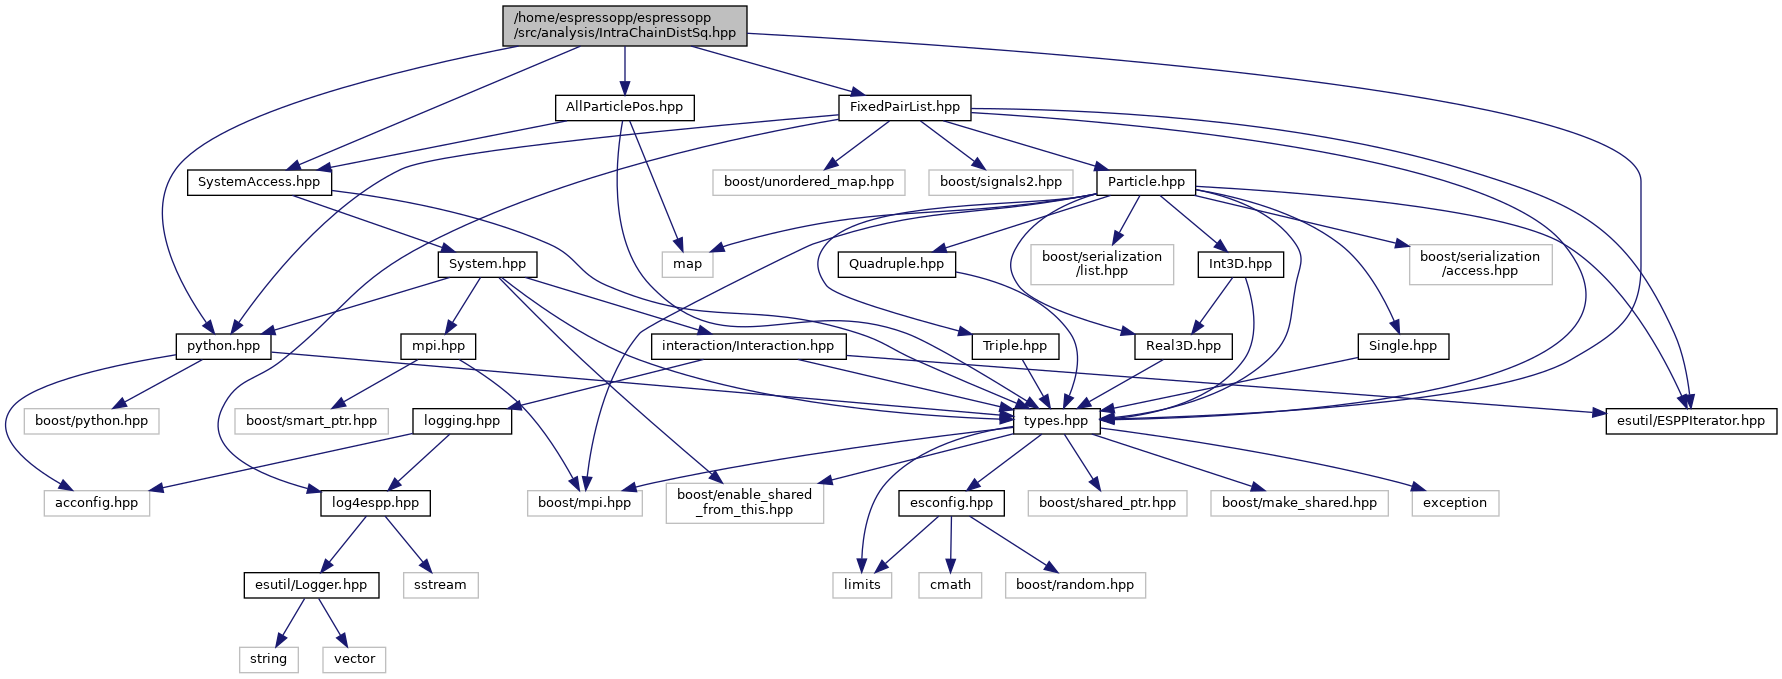 /home/espressopp/espressopp
/src/analysis/IntraChainDistSq.hpp
AllParticlePos.hpp
FixedPairList.hpp
SystemAccess.hpp
boost/unordered_map.hpp
boost/signals2.hpp
Particle.hpp
System.hpp
map
Quadruple.hpp
boost/serialization
/list.hpp
Int3D.hpp
boost/serialization
/access.hpp
python.hpp
mpi.hpp
interaction/Interaction.hpp
Triple.hpp
Real3D.hpp
Single.hpp
boost/python.hpp
boost/smart_ptr.hpp
logging.hpp
types.hpp
esutil/ESPPIterator.hpp
acconfig.hpp
log4espp.hpp
boost/mpi.hpp
boost/enable_shared
_from_this.hpp
esconfig.hpp
boost/shared_ptr.hpp
boost/make_shared.hpp
exception
esutil/Logger.hpp
sstream
limits
cmath
boost/random.hpp
string
vector